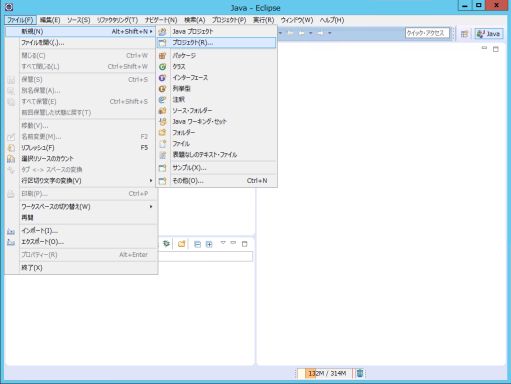 Java - Eclipse
ファイル(F) 編集(E) ソース(S) リファクタリング(T) ナビゲート(N) 検索(A) プロジェクト(P) 実行(R) ウィンドウ(W) ヘルプ(H)
新規(N) Alt+Shift+N
ファイルを開く(.)...
閉じる(C) Ctrl+W
すべて閉じる(L) Ctrl+Shift+W
保管(S) Ctrl+S
別名保管(A)...
すべて保管(E) Ctrl+Shift+S
前回保管した状態に戻す(T)
移動(V)...
名前変更(M)... F2
リフレッシュ(F) F5
選択リソースのカウント
タブ <-> スペースの変換
行区切り文字の変換(V)
印刷(P)... Ctrl+P
ワークスペースの切り替え(W)
再開
インポート(I)...
エクスポート(O)...
プロパティー(R) Alt+Enter
終了(X)
Java プロジェクト
プロジェクト(R)...
パッケージ
クラス
インターフェース
列挙型
注釈
ソース・フォルダー
Java ワーキング・セット
フォルダー
ファイル
表題なしのテキスト・ファイル
サンプル(X)...
その他(O)... Ctrl+N
クイック・アクセス
Java
132M / 314M